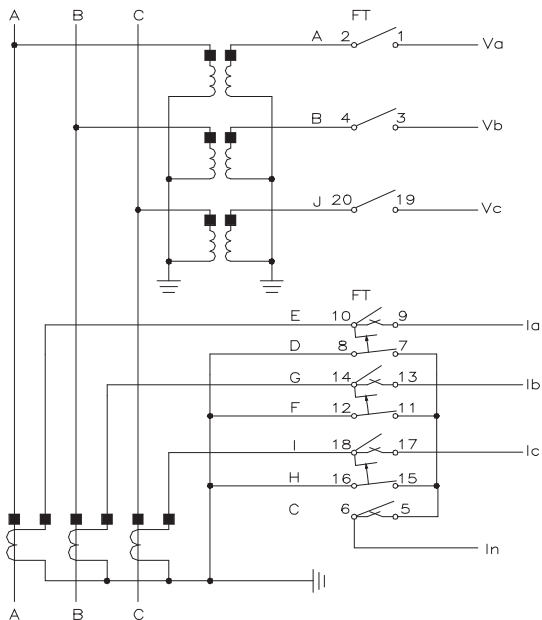 A B C FT
A 2 1 Va
B 4 3 Vb
J 20 19 Vc
FT
E 10 9 Ia
D 8 7
G 14 13 Ib
F 12 11
I 18 17 Ic
H 16 15
C 6 5
In
A B C